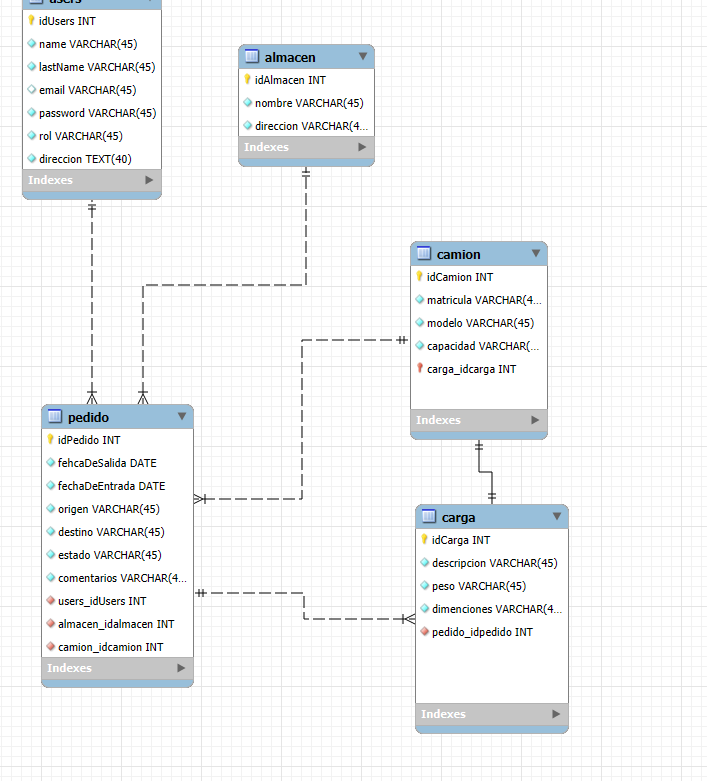 users
idUsers INT
name VARCHAR(45)
lastName VARCHAR(45)
email VARCHAR(45)
password VARCHAR(45)
rol VARCHAR(45)
direccion TEXT(40)
Indexes
almacen
idAlmacen INT
nombre VARCHAR(45)
direccion VARCHAR(4...
Indexes
camion
idCamion INT
matricula VARCHAR(4...
modelo VARCHAR(45)
capacidad VARCHAR(...
carga_idcarga INT
Indexes
pedido
idPedido INT
fehcaDeSalida DATE
fechaDeEntrada DATE
origen VARCHAR(45)
destino VARCHAR(45)
estado VARCHAR(45)
comentarios VARCHAR(4...
users_idUsers INT
almacen_idalmacen INT
camion_idcamion INT
Indexes
carga
idCarga INT
descripcion VARCHAR(45)
peso VARCHAR(45)
dimenciones VARCHAR(4...
pedido_idpedido INT
Indexes